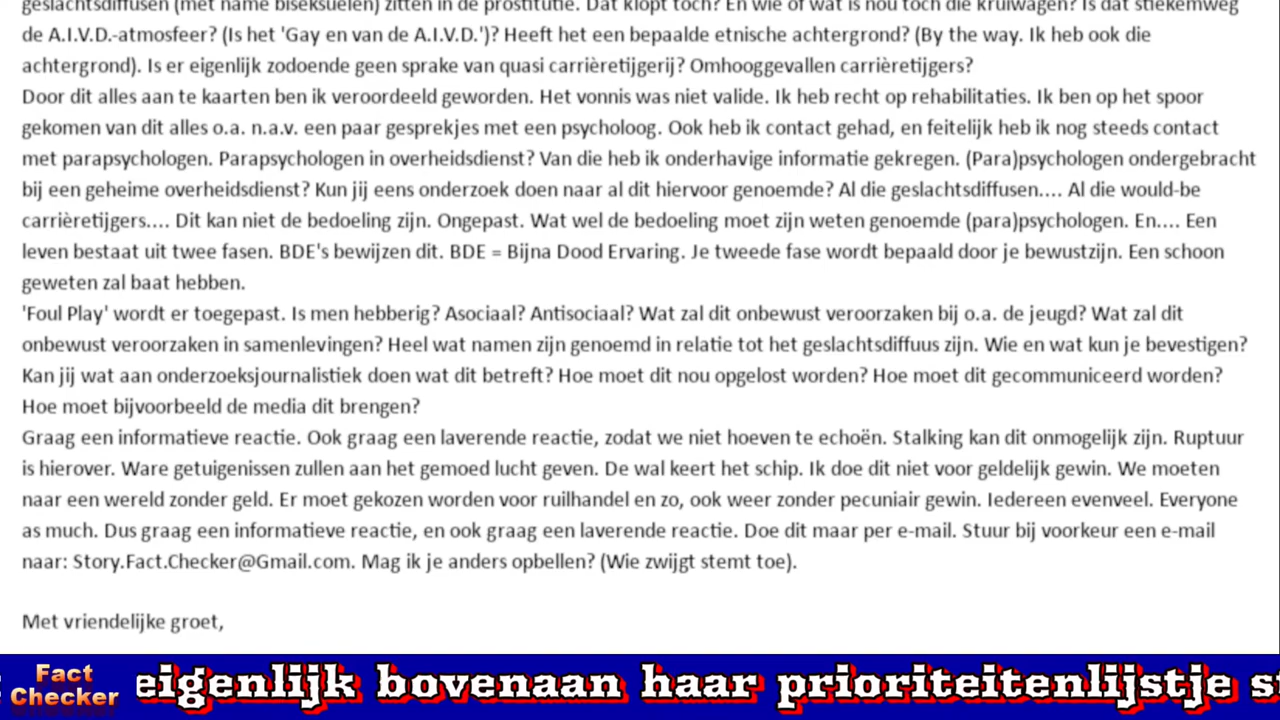 geslachtsdiffusen (met name biseksuelen) zitten in de prostitutie. Dat klopt toch? En wie of wat is nou toch die kruiwagen? Is dat stiekemweg
de A.I.V.D.-atmosfeer? (Is het 'Gay en van de A.I.V.D.')? Heeft het een bepaalde etnische achtergrond? (By the way. Ik heb ook die
achtergrond). Is er eigenlijk zodoende geen sprake van quasi carrièretijgerij? Omhooggevallen carrièretijgers?
Door dit alles aan te kaarten ben ik veroordeeld geworden. Het vonnis was niet valide. Ik heb recht op rehabilitaties. Ik ben op het spoor
gekomen van dit alles o.a. n.a.v. een paar gesprekjes met een psycholoog. Ook heb ik contact gehad, en feitelijk heb ik nog steeds contact
met parapsychologen. Parapsychologen in overheidsdienst? Van die heb ik onderhavige informatie gekregen. (Para)psychologen ondergebracht
bij een geheime overheidsdienst? Kun jij eens onderzoek doen naar al dit hiervoor genoemde? Al die geslachtsdiffusen.... Al die would-be
carrièretijgers.... Dit kan niet de bedoeling zijn. Ongepast. Wat wel de bedoeling moet zijn weten genoemde (para)psychologen. En.... Een
leven bestaat uit twee fasen. BDE's bewijzen dit. BDE = Bijna Dood Ervaring. Je tweede fase wordt bepaald door je bewustzijn. Een schoon
geweten zal baat hebben.
'Foul Play' wordt er toegepast. Is men hebberig? Asociaal? Antisociaal? Wat zal dit onbewust veroorzaken bij o.a. de jeugd? Wat zal dit
onbewust veroorzaken in samenlevingen? Heel wat namen zijn genoemd in relatie tot het geslachtsdiffuus zijn. Wie en wat kun je bevestigen?
Kan jij wat aan onderzoeksjournalistiek doen wat dit betreft? Hoe moet dit nou opgelost worden? Hoe moet dit gecommuniceerd worden?
Hoe moet bijvoorbeeld de media dit brengen?
Graag een informatieve reactie. Ook graag een laverende reactie, zodat we niet hoeven te echoën. Stalking kan dit onmogelijk zijn. Ruptuur
is hierover. Ware getuigenissen zullen aan het gemoed lucht geven. De wal keert het schip. Ik doe dit niet voor geldelijk gewin. We moeten
naar een wereld zonder geld. Er moet gekozen worden voor ruilhandel en zo, ook weer zonder pecuniair gewin. Iedereen evenveel. Everyone
as much. Dus graag een informatieve reactie, en ook graag een laverende reactie. Doe dit maar per e-mail. Stuur bij voorkeur een e-mail
naar: Story.Fact.Checker@Gmail.com. Mag ik je anders opbellen? (Wie zwijgt stemt toe).
Met vriendelijke groet,
Fact
Checker
eigenlijk bovenaan haar prioriteitenlijstje